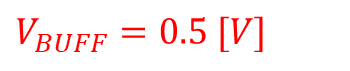 V_BUFF = 0.5 [V]